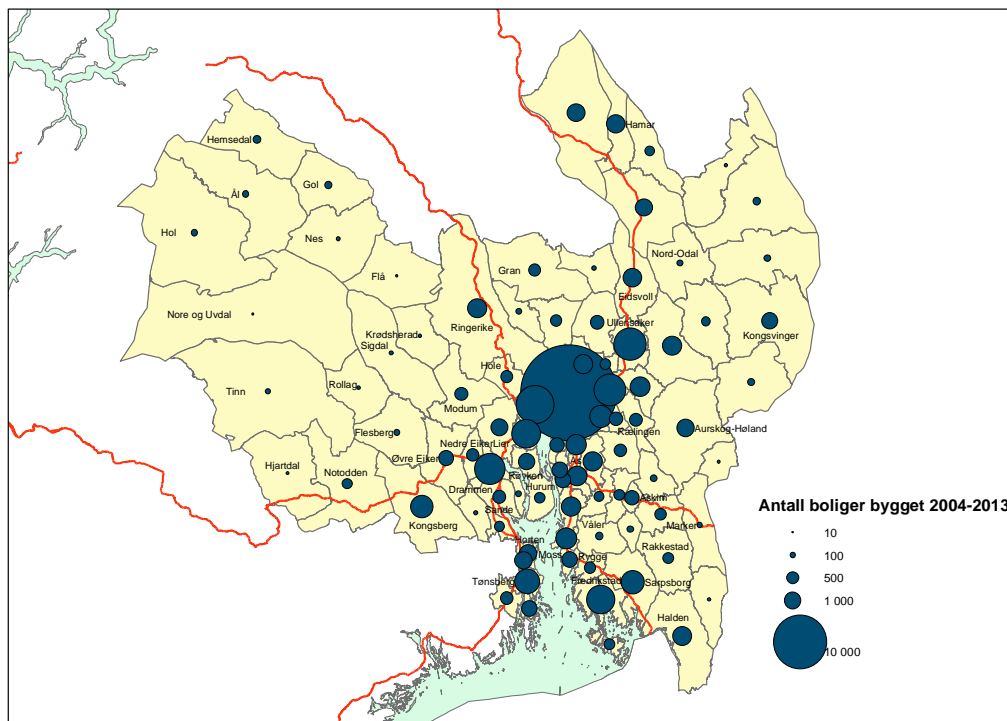 Hamar
Hemsedal
Gol
Ål
Hol
Nes
Nord-Odal
Gran
Flå
Eidsvoll
Nore og Uvdal
Ullensaker
Kongsvinger
Ringerike
Krødsherad
Sigdal
Hole
Tinn
Rollag
Modum
Aurskog-Høland
Flesberg
Rælingen
Nedre Eiker
Lier
Øvre Eiker
Ås
Hjartdal
Notodden
Røyken
Drammen
Hurum
Askim
Antall boliger bygget 2004-2013
Sande
Kongsberg
Våler
Marker
10
Horten
Moss
Rygge
Rakkestad
100
Tønsberg
Fredrikstad
Sarpsborg
500
1 000
Halden
10 000